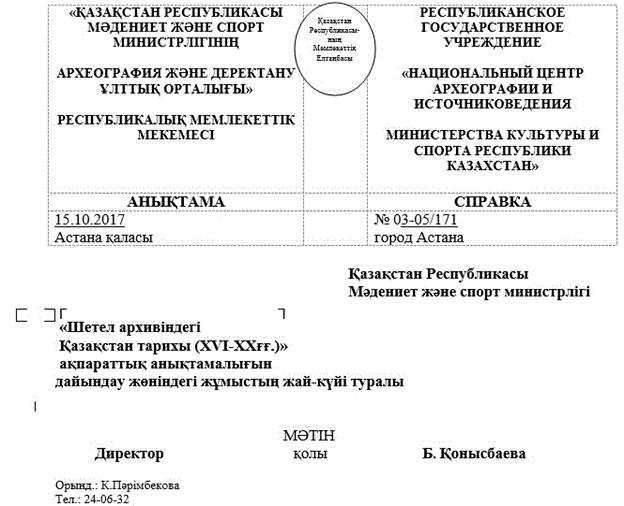 «ҚАЗАҚСТАН РЕСПУБЛИКАСЫ
МӘДЕНИЕТ ЖӘНЕ СПОРТ
МИНИСТРЛІГІНІҢ
АРХЕОГРАФИЯ ЖӘНЕ ДЕРЕКТАНУ
ҰЛТТЫҚ ОРТАЛЫҒЫ»
РЕСПУБЛИКАЛЫҚ МЕМЛЕКЕТТІК
МЕКЕМЕСІ
Қазақстан
Республикасы-
ның
Мемлекеттік
Елтаңбасы
РЕСПУБЛИКАНСКОЕ
ГОСУДАРСТВЕННОЕ
УЧРЕЖДЕНИЕ
«НАЦИОНАЛЬНЫЙ ЦЕНТР
АРХЕОГРАФИИ И
ИСТОЧНИКОВЕДЕНИЯ
МИНИСТЕРСТВА КУЛЬТУРЫ И
СПОРТА РЕСПУБЛИКИ
КАЗАХСТАН»
АНЫҚТАМА
СПРАВКА
15.10.2017
№ 03-05/171
Астана қаласы
город Астана
Қазақстан Республикасы
Мәдениет және спорт министрлігі
«Шетел архивіндегі
Қазақстан тарихы (XVI-XXғғ.)»
ақпараттық анықтамалығын
дайындау жөніндегі жұмыстың жай-күйі туралы
МӘТІН
Директор қолы Б. Қонысбаева
Орынд.: К.Пәрімбекова
Тел.: 24-06-32